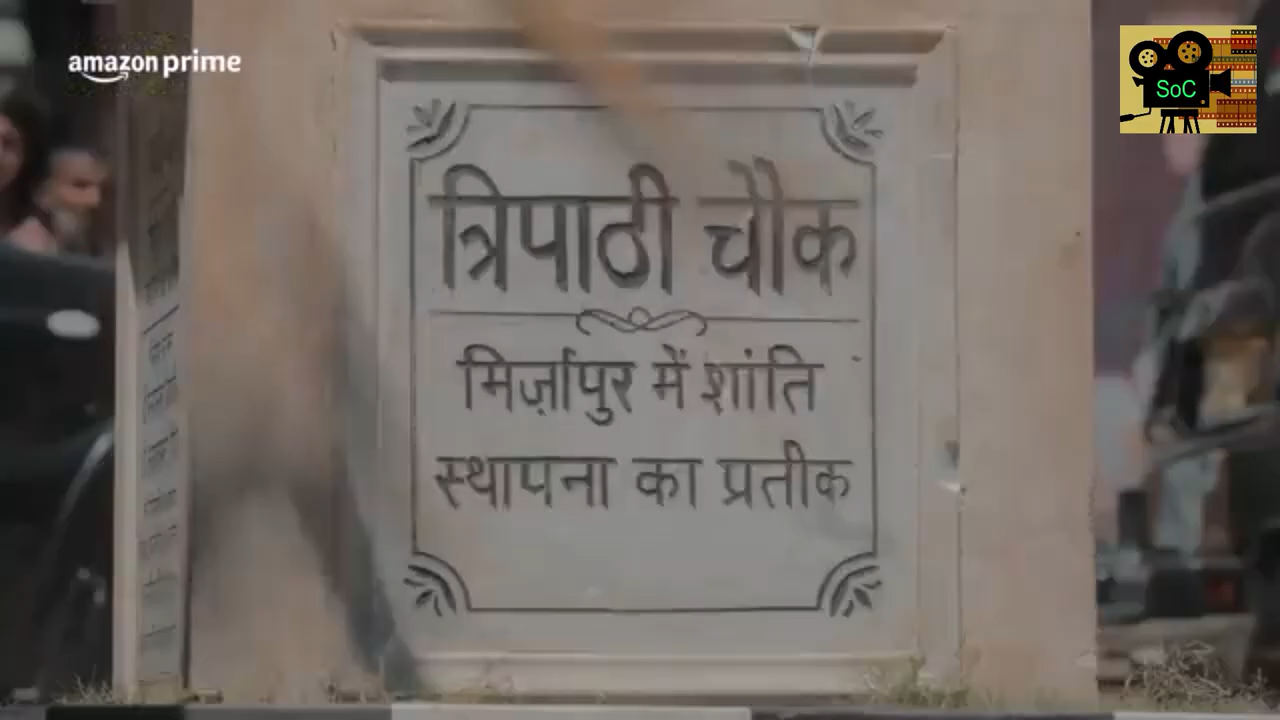 amazon prime
SoC
त्रिपाठी चौक
मिर्ज़ापुर में शांति
स्थापना का प्रतीक